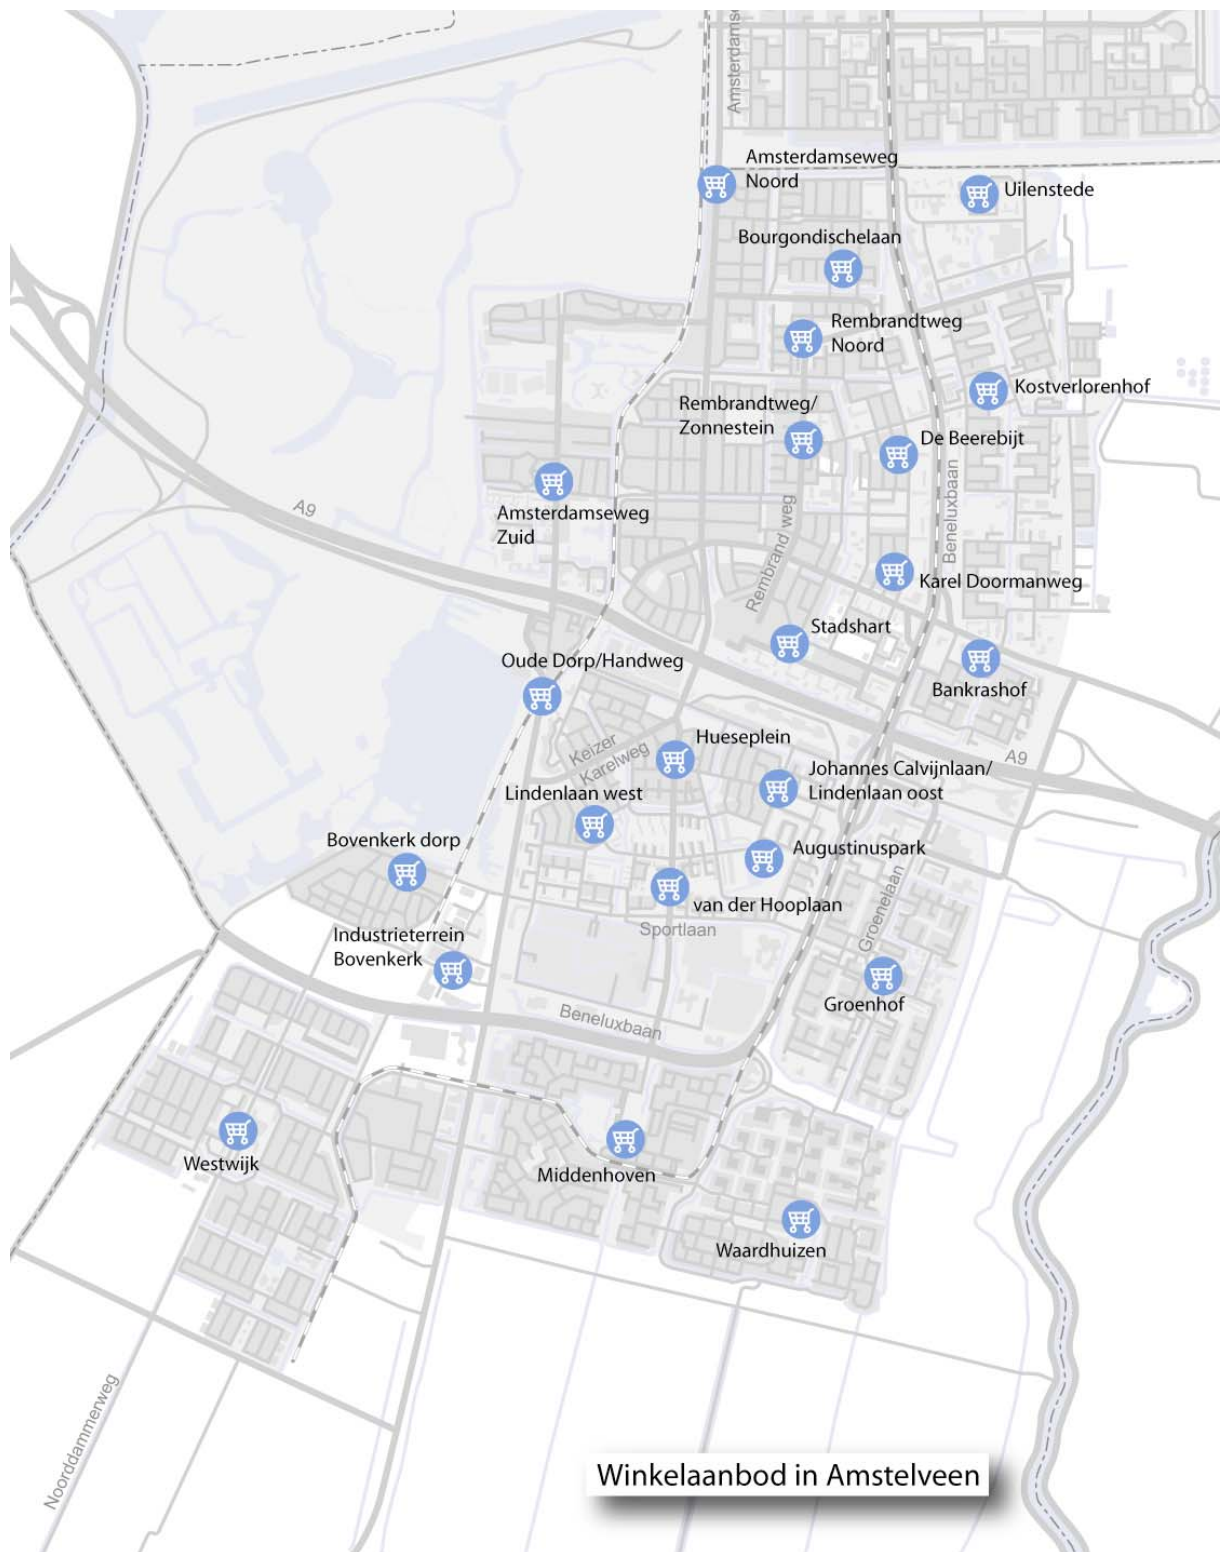 Amsterdamse
Amsterdamseweg
Noord
Uilenstede
Bourgondischelaan
Rembrandtweg
Noord
Kostverlorenhof
Rembrandtweg/
Zonnestein
De Beerebijt
Beneluxbaan
A9
Amsterdamseweg
Zuid
Rembrand weg
Karel Doormanweg
Stadshart
Oude Dorp/Handweg
Bankrashof
Keizer
Karelweg
Hueseplein
A9
Johannes Calvijnlaan/
Lindenlaan oost
Lindenlaan west
Bovenkerk dorp
Augustinuspark
van der Hooplaan
Groenelaan
Sportlaan
Industrieterrein
Bovenkerk
Groenhof
Beneluxbaan
Westwijk
Middenhoven
Waardhuizen
Noorddammerweg
Winkelaanbod in Amstelveen